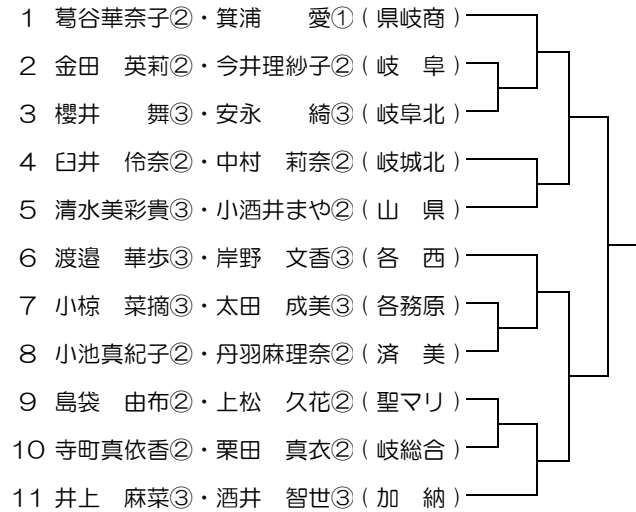 1 葛谷華奈子②・箕浦　　愛①（県岐商）
2 金田　英莉②・今井理紗子②（岐　阜）
3 櫻井　　舞③・安永　　綺③（岐阜北）
4 臼井　伶奈②・中村　莉奈②（岐城北）
5 清水美彩貴③・小酒井まや②（山　県）
6 渡邉　華歩③・岸野　文香③（各　西）
7 小椋　菜摘③・太田　成美③（各務原）
8 小池真紀子②・丹羽麻理奈②（済　美）
9 島袋　由布②・上松　久花②（聖マリ）
10 寺町真依香②・栗田　真衣②（岐総合）
11 井上　麻菜③・酒井　智世③（加　納）